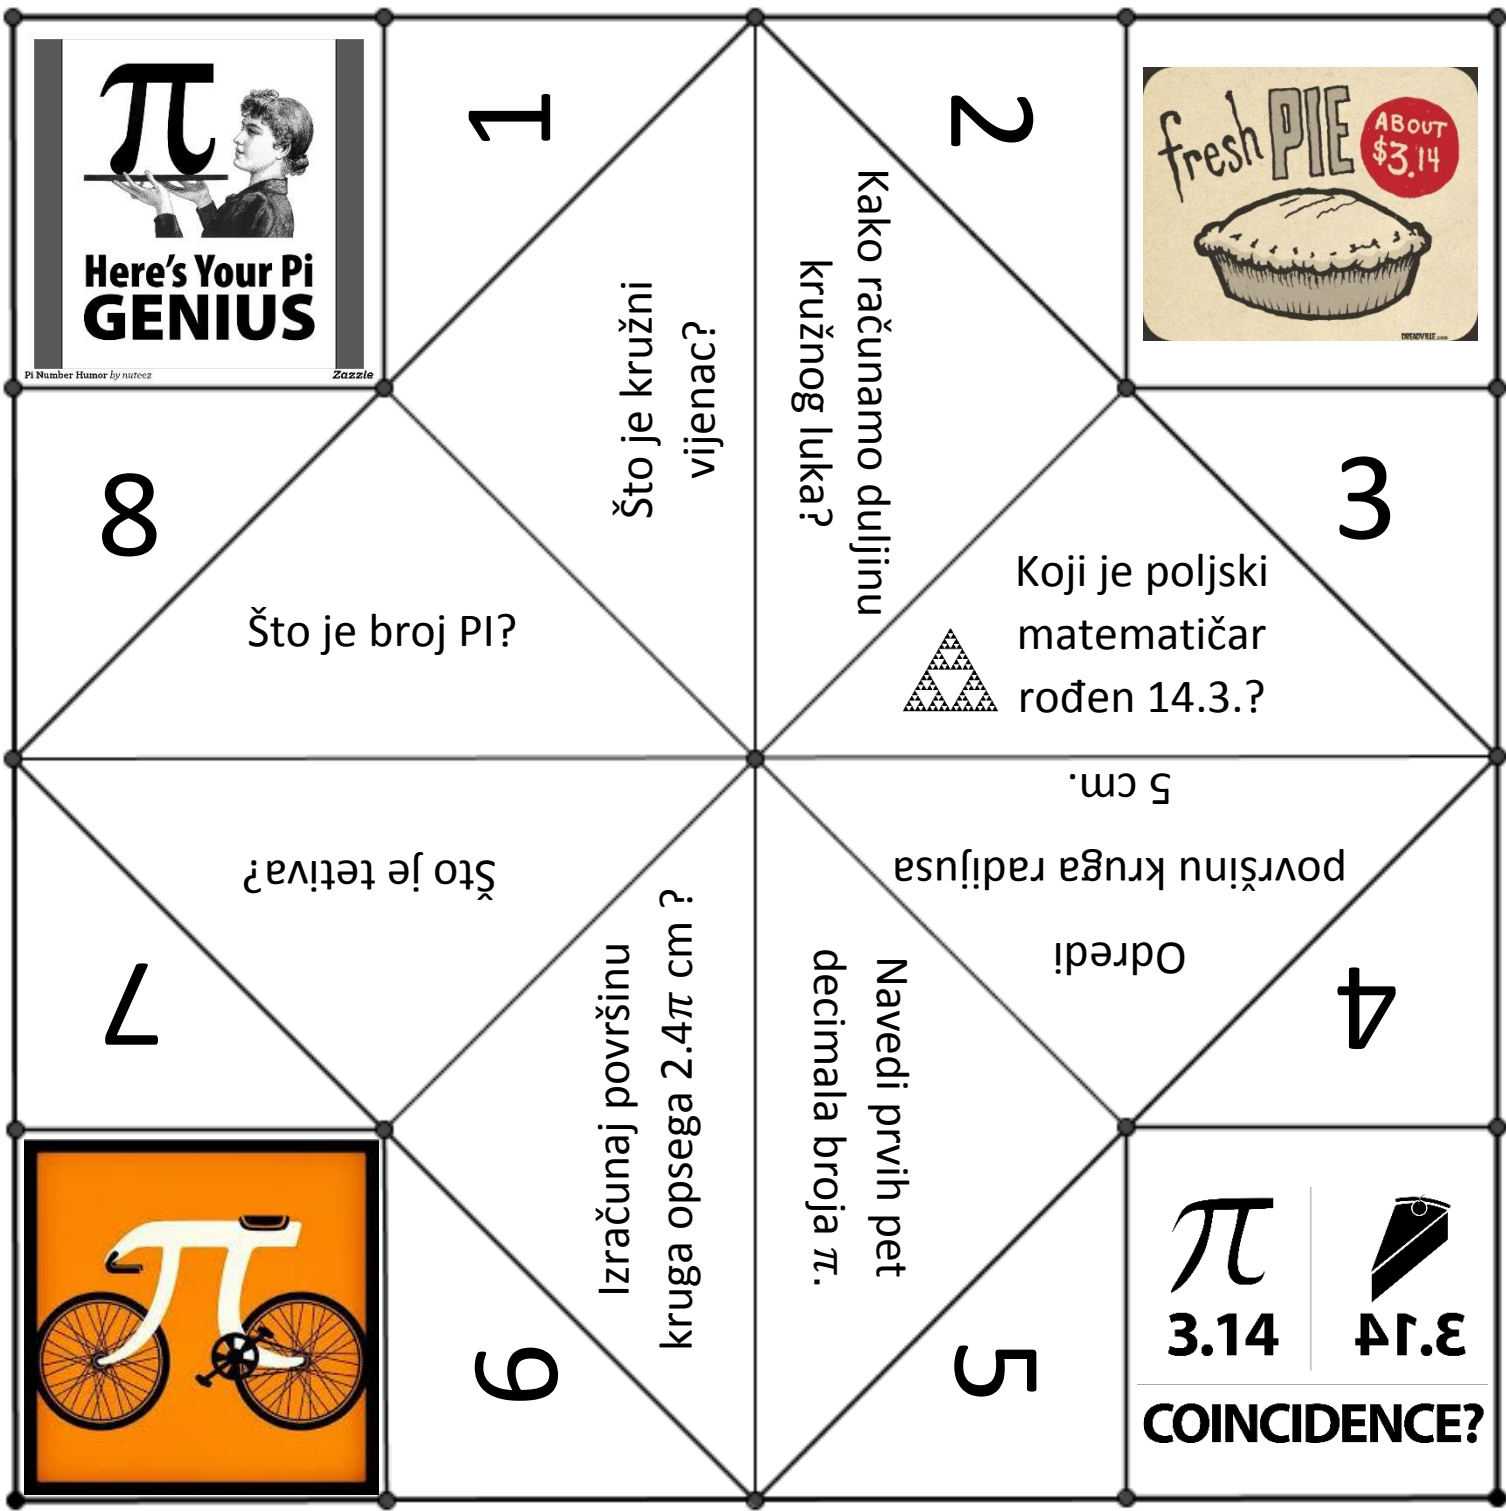 Here's Your Pi
GENIUS
Pi Number Humor by nuteez
Zazzle
1
2
fresh PIE
ABOUT
$3.14
DREADVILLE.com
Što je kružni
vijenac?
Kako računamo duljinu
kružnog luka?
8
Što je broj PI?
3
Koji je poljski
matematičar
rođen 14.3.?
7
Što je tetiva?
4
Odredi
površinu kruga radijusa
5 cm.
6
Izračunaj površinu
kruga opsega 2.4π cm ?
5
Navedi prvih pet
decimala broja π.
π
3.14
3.14
COINCIDENCE?